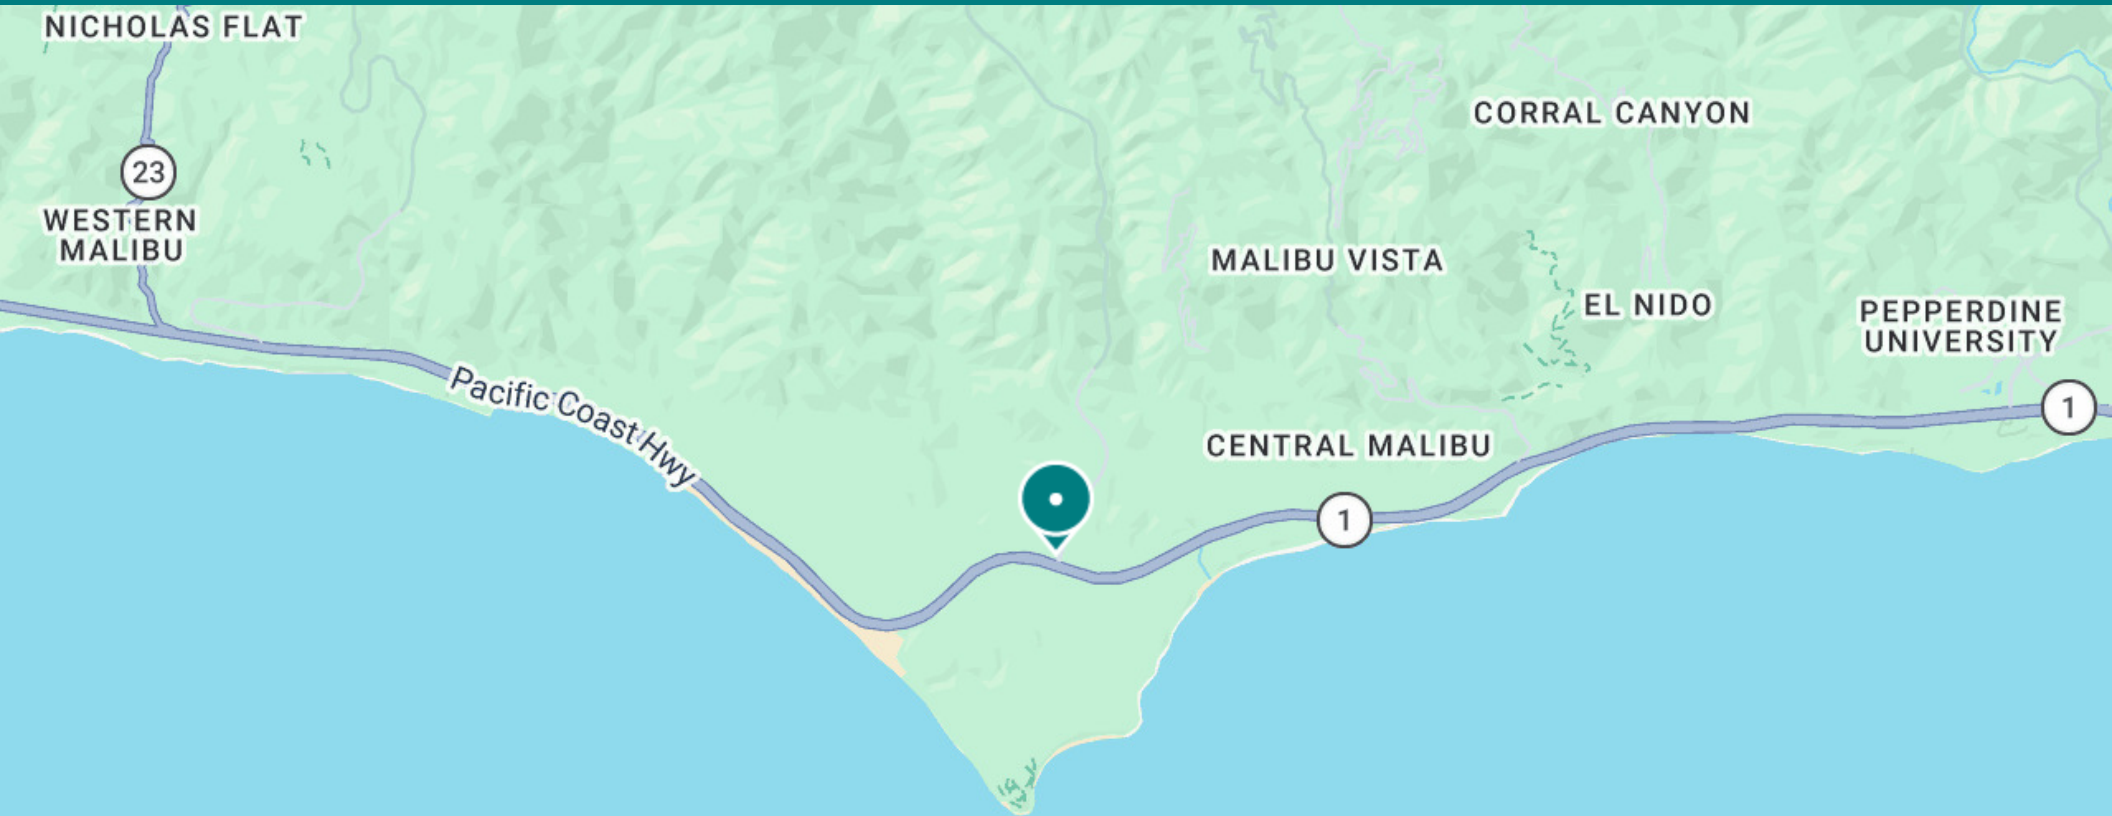 NICHOLAS FLAT
CORRAL CANYON
23
WESTERN
MALIBU
MALIBU VISTA
EL NIDO
PEPPERDINE
UNIVERSITY
Pacific Coast Hwy
1
CENTRAL MALIBU
1